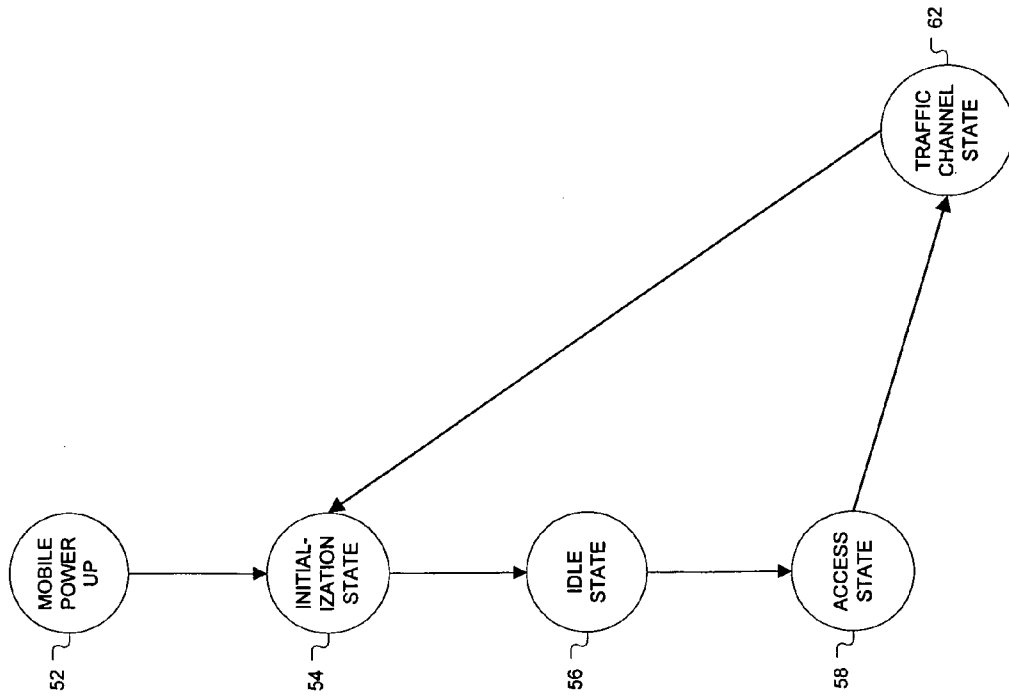 52
MOBILE
POWER
UP
54
INITIAL-
IZATION
STATE
56
IDLE
STATE
58
ACCESS
STATE
62
TRAFFIC
CHANNEL
STATE